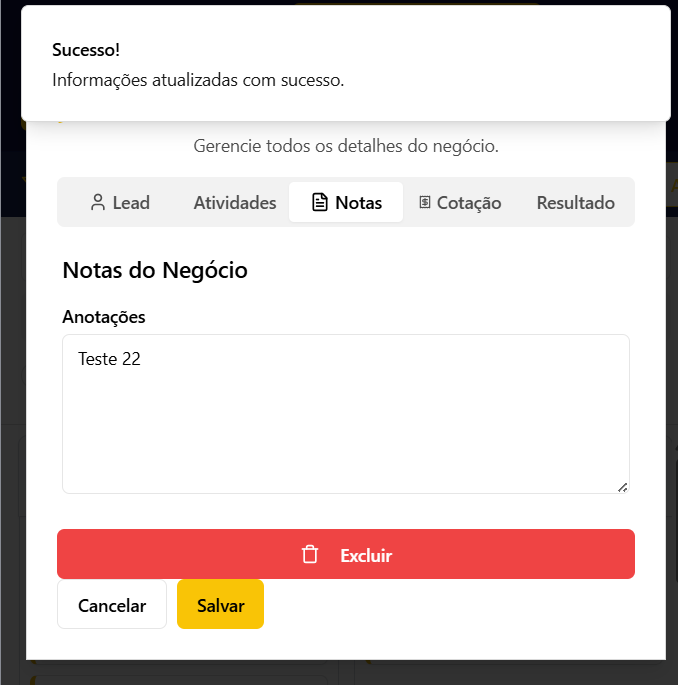 Sucesso!
Informações atualizadas com sucesso.
Gerencie todos os detalhes do negócio.
Lead Atividades Notas Cotação Resultado
Notas do Negócio
Anotações
Teste 22
Excluir
Cancelar Salvar